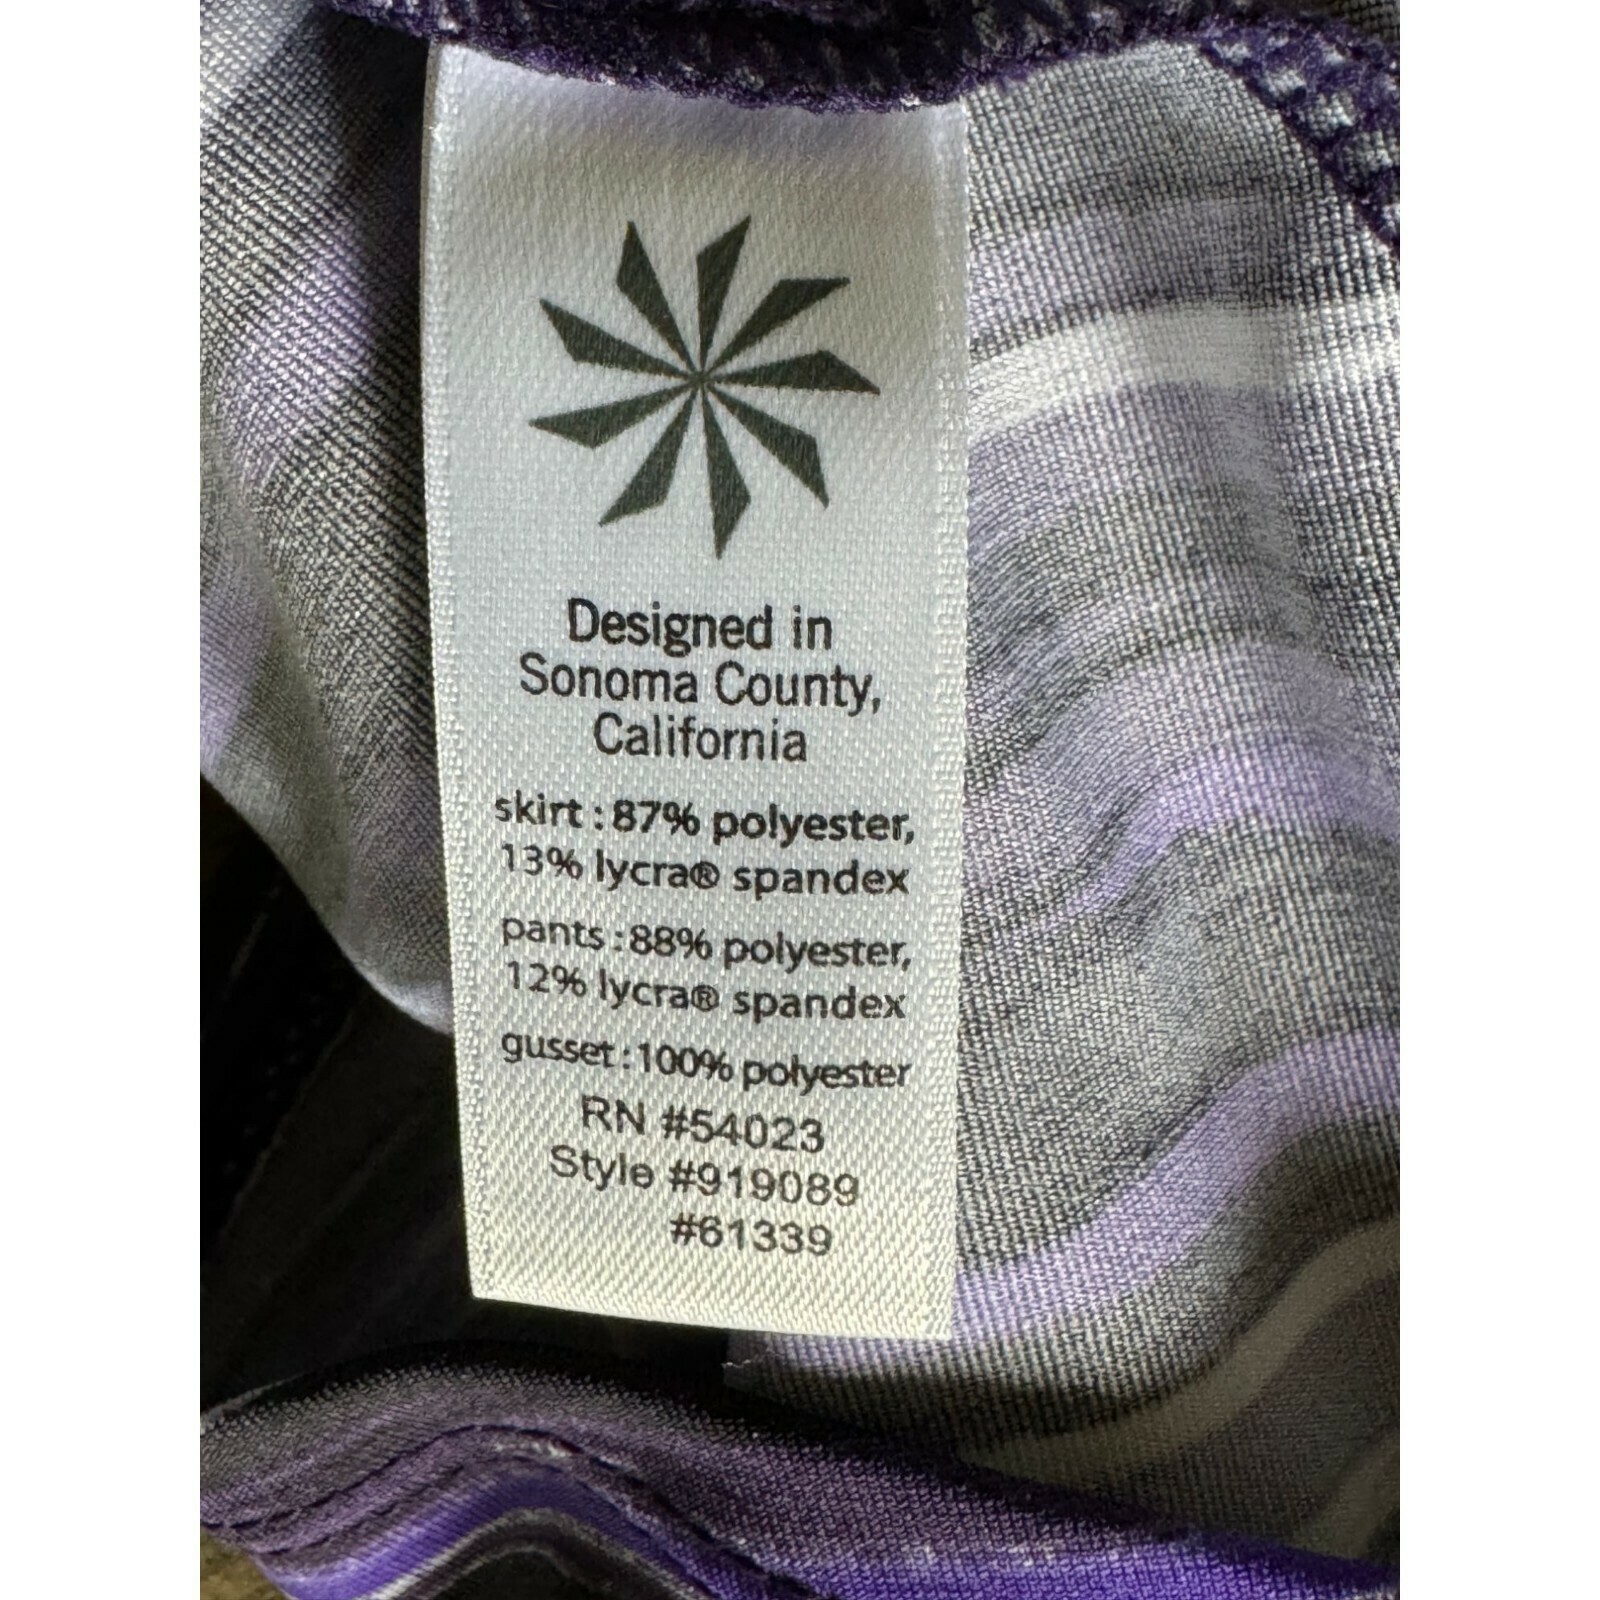 Designed in
Sonoma County,
California
skirt : 87% polyester,
13% lycra® spandex
pants : 88% polyester,
12% lycra® spandex
gusset : 100% polyester
RN #54023
Style #919089
#61339